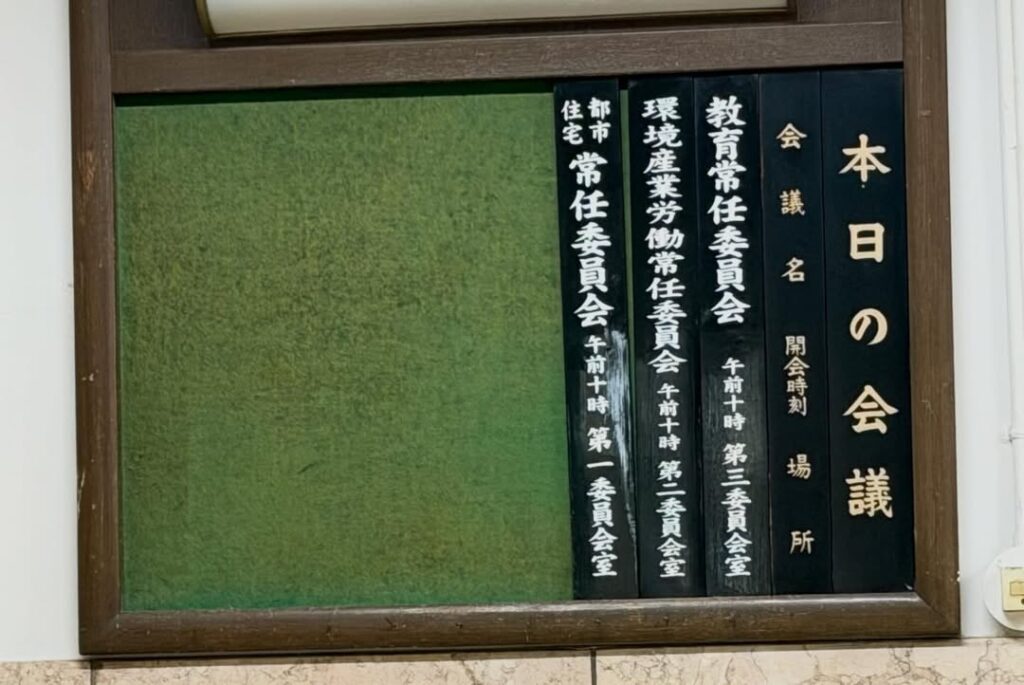 本日の会議
会議名 開会時刻 場所
教育常任委員会 午前十時 第三委員会室
環境産業労働常任委員会 午前十時 第二委員会室
都市住宅常任委員会 午前十時 第一委員会室